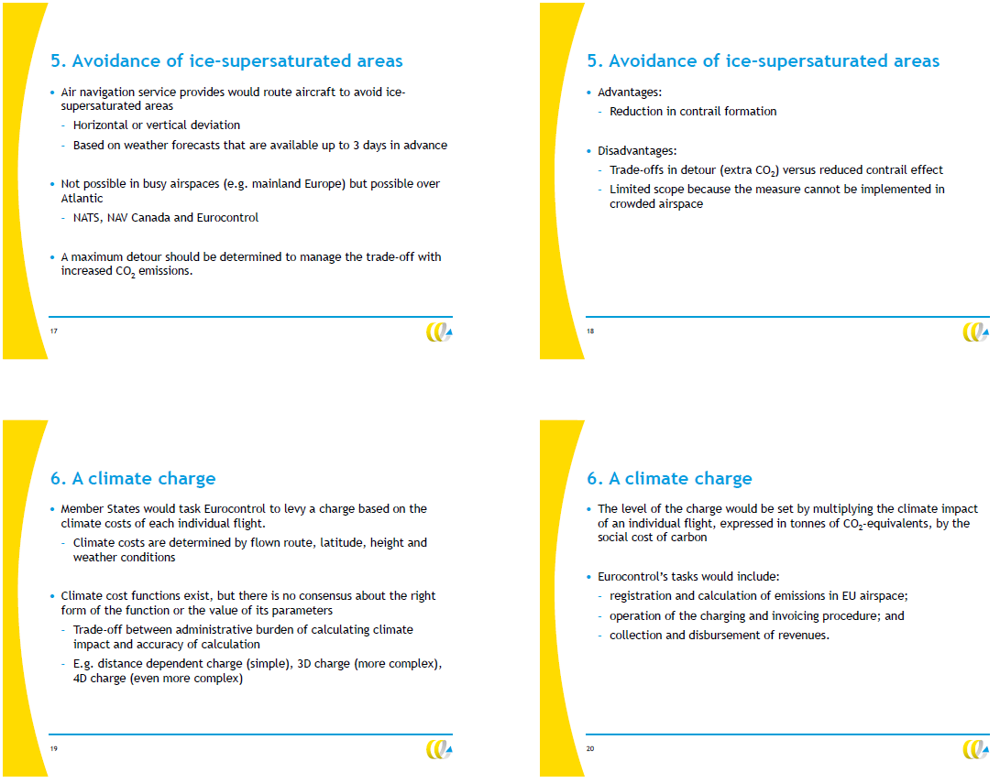 5. Avoidance of ice-supersaturated areas
• Air navigation service provides would route aircraft to avoid ice-
supersaturated areas
- Horizontal or vertical deviation
- Based on weather forecasts that are available up to 3 days in advance
• Not possible in busy airspaces (e.g. mainland Europe) but possible over
Atlantic
- NATS, NAV Canada and Eurocontrol
• A maximum detour should be determined to manage the trade-off with
increased CO₂ emissions.
17
5. Avoidance of ice-supersaturated areas
• Advantages:
- Reduction in contrail formation
• Disadvantages:
- Trade-offs in detour (extra CO₂) versus reduced contrail effect
- Limited scope because the measure cannot be implemented in
crowded airspace
18
6. A climate charge
• Member States would task Eurocontrol to levy a charge based on the
climate costs of each individual flight.
- Climate costs are determined by flown route, latitude, height and
weather conditions
• Climate cost functions exist, but there is no consensus about the right
form of the function or the value of its parameters
- Trade-off between administrative burden of calculating climate
impact and accuracy of calculation
- E.g. distance dependent charge (simple), 3D charge (more complex),
4D charge (even more complex)
19
6. A climate charge
• The level of the charge would be set by multiplying the climate impact
of an individual flight, expressed in tonnes of CO₂-equivalents, by the
social cost of carbon
• Eurocontrol's tasks would include:
- registration and calculation of emissions in EU airspace;
- operation of the charging and invoicing procedure; and
- collection and disbursement of revenues.
20